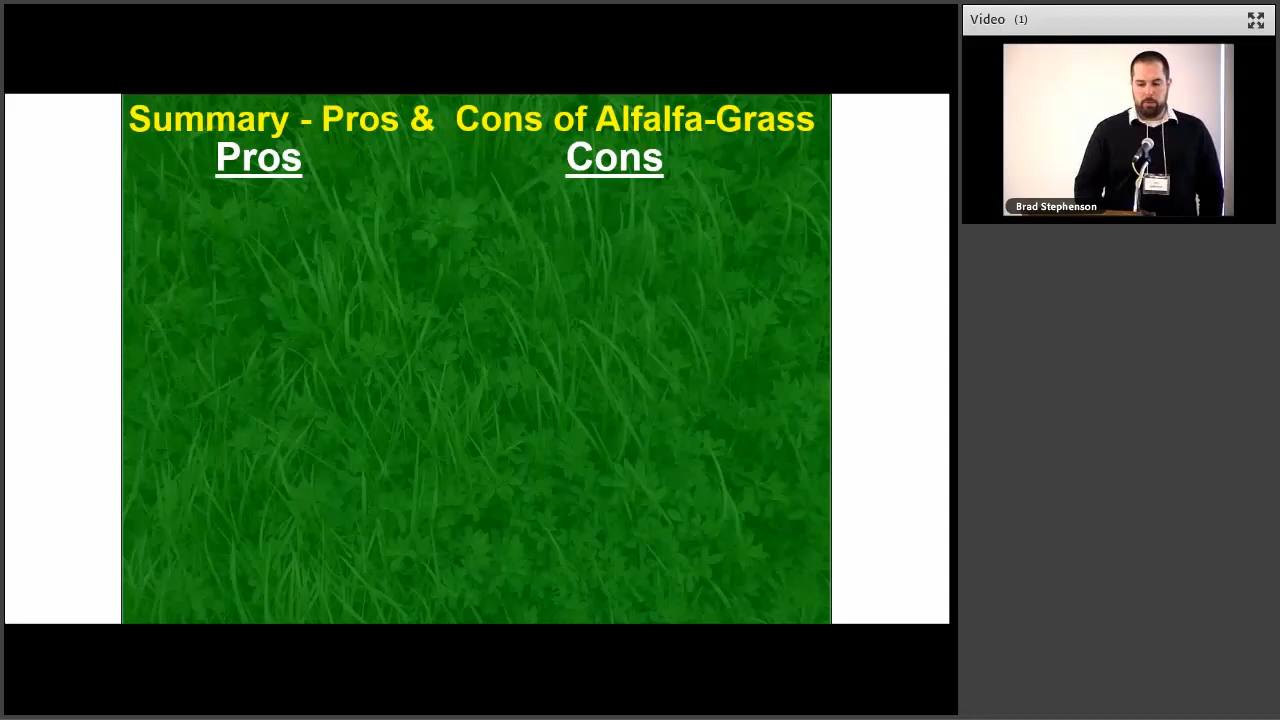 Summary - Pros & Cons of Alfalfa-Grass
Pros
Cons
Video (1)
Brad Stephenson